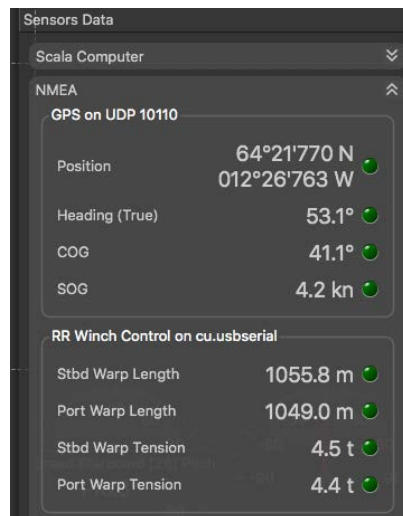 Sensors Data
Scala Computer
NMEA
GPS on UDP 10110
Position 64°21'770 N
012°26'763 W
Heading (True) 53.1°
COG 41.1°
SOG 4.2 kn
RR Winch Control on cu.usbserial
Stbd Warp Length 1055.8 m
Port Warp Length 1049.0 m
Stbd Warp Tension 4.5 t
Port Warp Tension 4.4 t